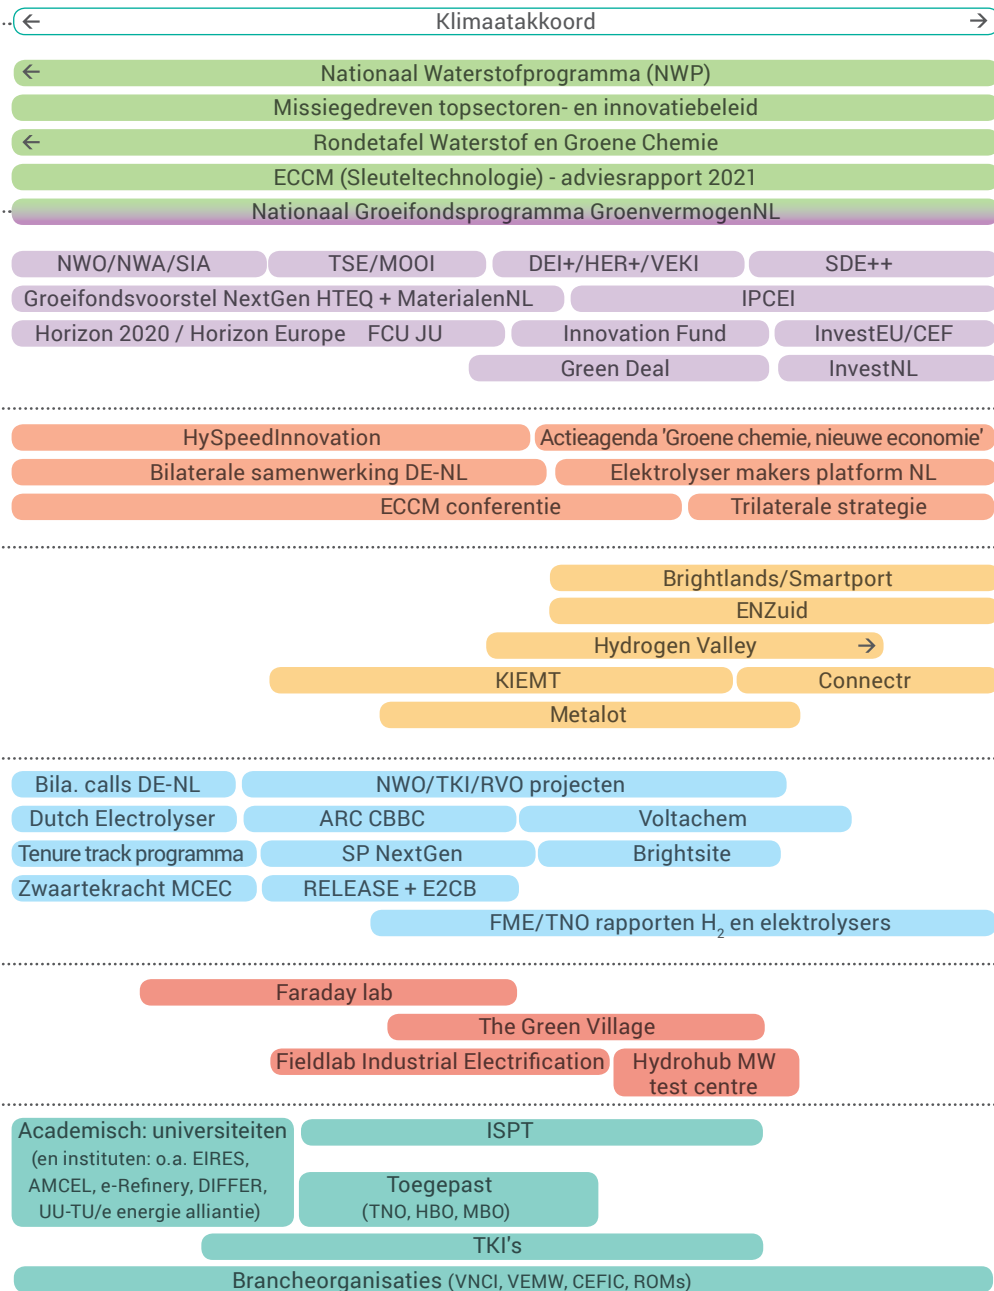 ← Klimaatakkoord →
← Nationaal Waterstofprogramma (NWP)
Missiegedreven topsectoren- en innovatiebeleid
← Rondetafel Waterstof en Groene Chemie
ECCM (Sleuteltechnologie) - adviesrapport 2021
Nationaal Groeifondsprogramma GroenvermogenNL
NWO/NWA/SIA TSE/MOOI DEI+/HER+/VEKI SDE++
Groeifondsvoorstel NextGen HTEQ + MaterialenNL IPCEI
Horizon 2020 / Horizon Europe FCU JU Innovation Fund InvestEU/CEF
Green Deal InvestNL
HySpeedInnovation Actieagenda 'Groene chemie, nieuwe economie'
Bilaterale samenwerking DE-NL Elektrolyser makers platform NL
ECCM conferentie Trilaterale strategie
Brightlands/Smartport
ENZuid
Hydrogen Valley →
KIEMT Connectr
Metalot
Bila. calls DE-NL NWO/TKI/RVO projecten
Dutch Electrolyser ARC CBBC Voltachem
Tenure track programma SP NextGen Brightsite
Zwaartekracht MCEC RELEASE + E2CB
FME/TNO rapporten H₂ en elektrolysers
Faraday lab
The Green Village
Fieldlab Industrial Electrification Hydrohub MW
test centre
Academisch: universiteiten
(en instituten: o.a. EIRES,
AMCEL, e-Refinery, DIFFER,
UU-TU/e energie alliantie)
ISPT
Toegepast
(TNO, HBO, MBO)
TKI's
Brancheorganisaties (VNCI, VEMW, CEFIC, ROMs)